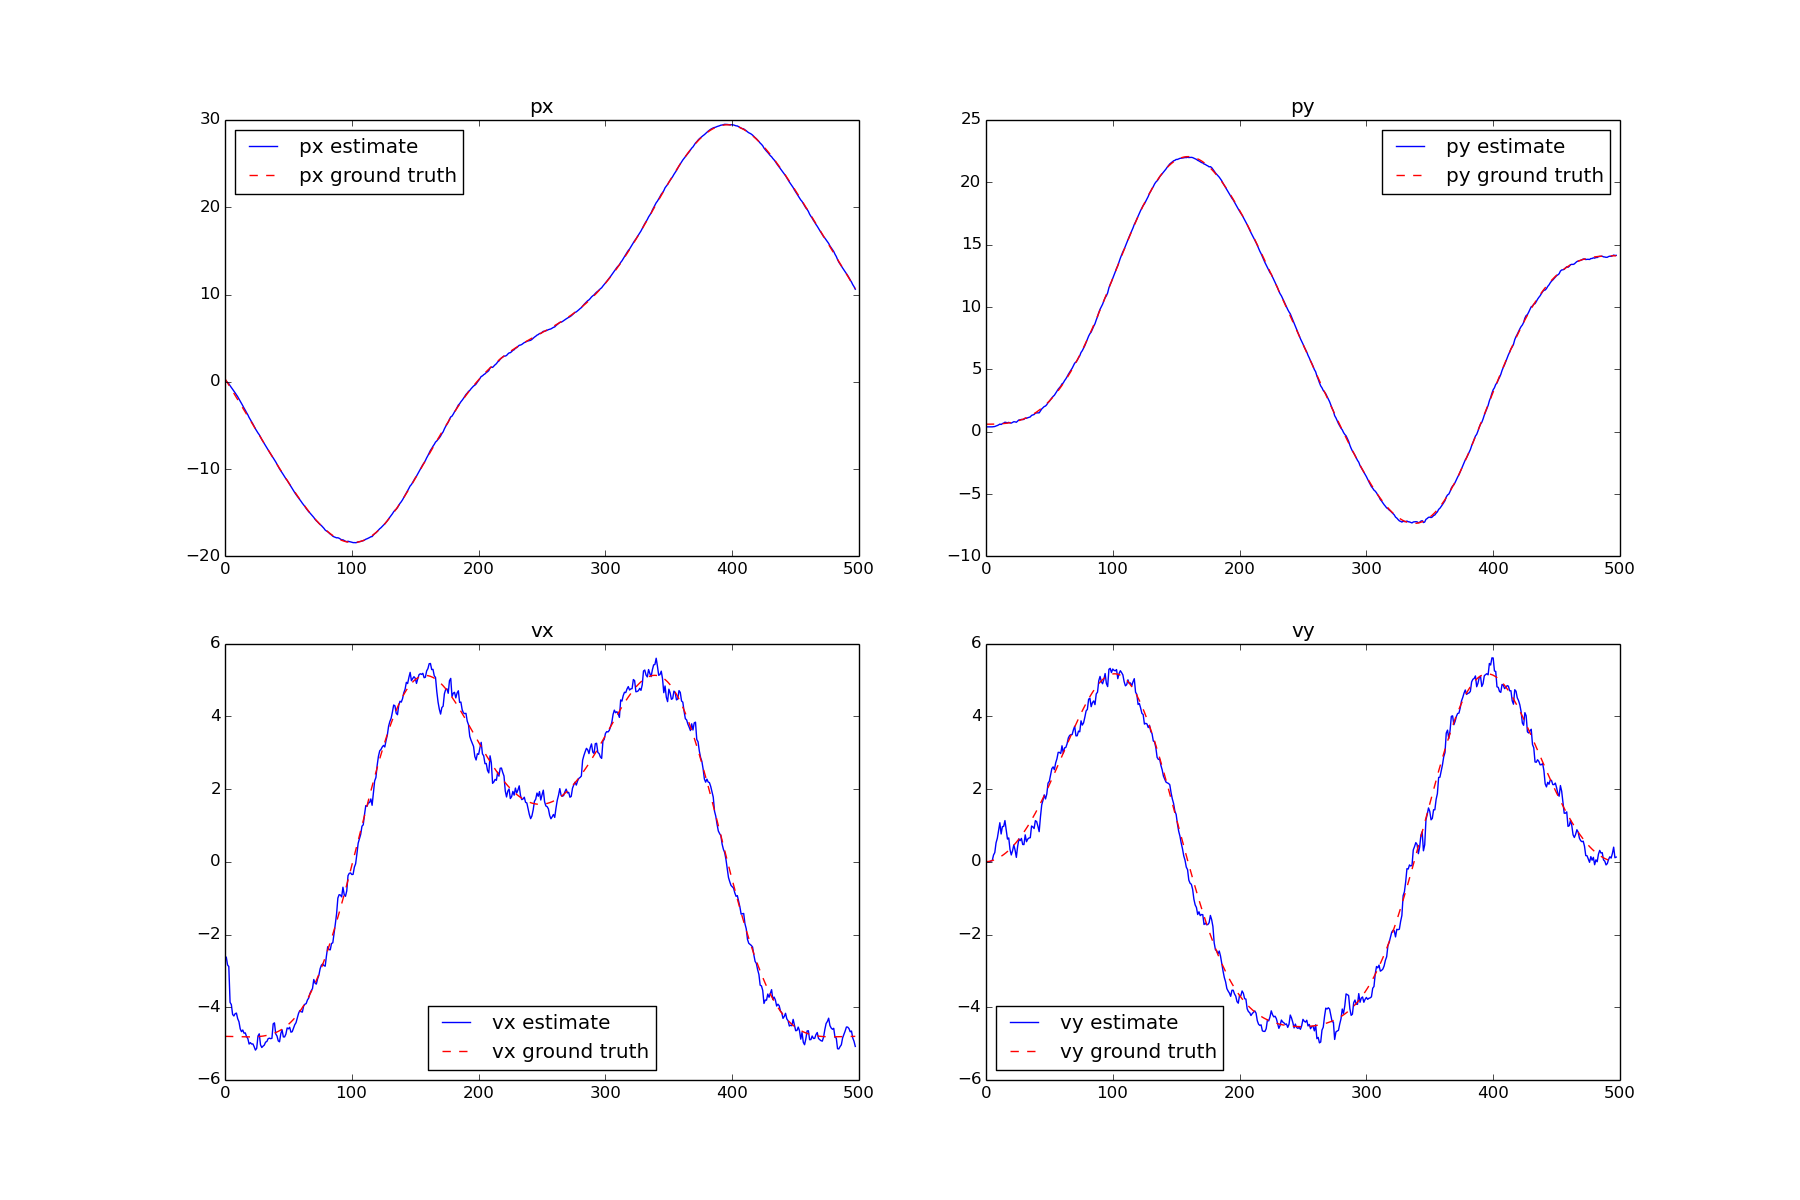 px
30
20
10
0
−10
−20
0 100 200 300 400 500
px estimate
px ground truth
py
25
20
15
10
5
0
−5
−10
0 100 200 300 400 500
py estimate
py ground truth
vx
6
4
2
0
−2
−4
−6
0 100 200 300 400 500
vx estimate
vx ground truth
vy
6
4
2
0
−2
−4
−6
0 100 200 300 400 500
vy estimate
vy ground truth